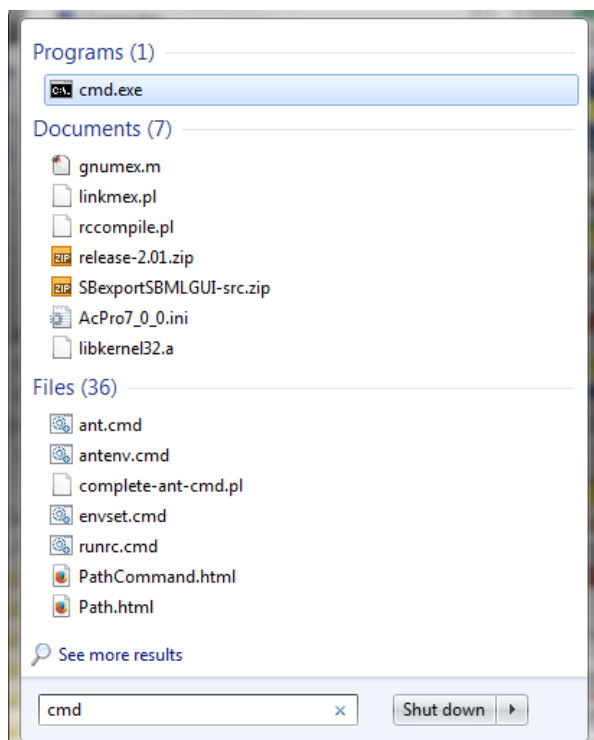 Programs (1)
cmd.exe
Documents (7)
gnumex.m
linkmex.pl
rccompile.pl
release-2.01.zip
SBexportSBMLGUI-src.zip
AcPro7_0_0.ini
libkernel32.a
Files (36)
ant.cmd
antenv.cmd
complete-ant-cmd.pl
envset.cmd
runrc.cmd
PathCommand.html
Path.html
See more results
cmd Shut down